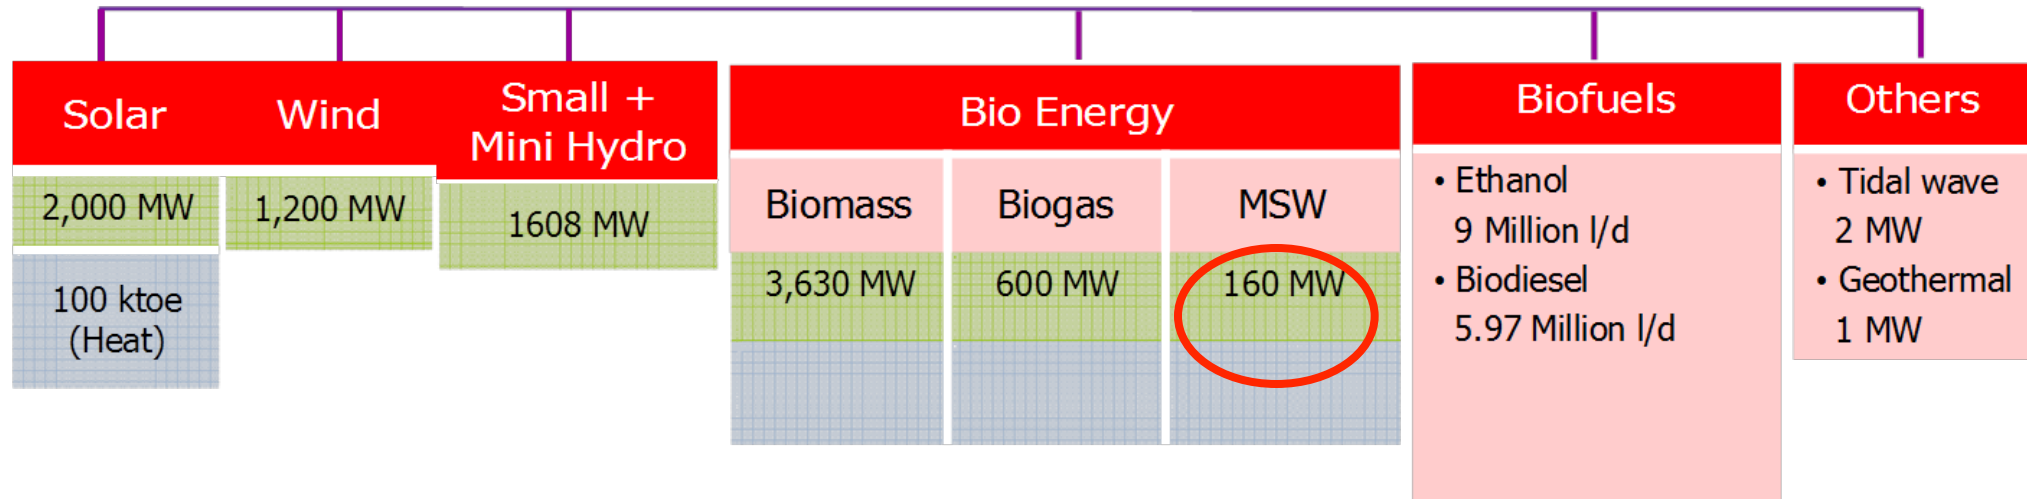 Solar
Wind
Small +
Mini Hydro
Bio Energy
Biofuels
Others
2,000 MW
1,200 MW
1608 MW
100 ktoe
(Heat)
Biomass
Biogas
MSW
3,630 MW
600 MW
160 MW
• Ethanol
9 Million l/d
• Biodiesel
5.97 Million l/d
• Tidal wave
2 MW
• Geothermal
1 MW